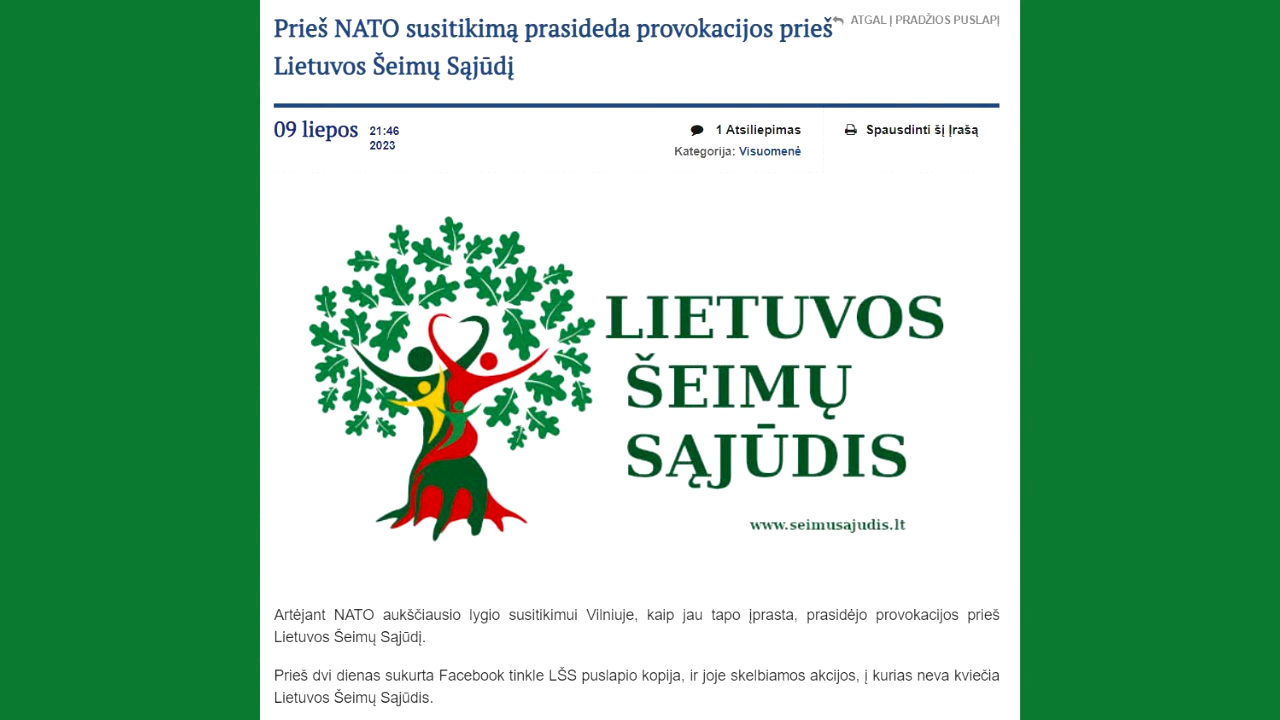 Prieš NATO susitikimą prasideda provokacijos prieš
Lietuvos Šeimų Sąjūdį
ATGAL Į PRADŽIOS PUSLAPĮ
09 liepos
21:46
2023
1 Atsiliepimas
Kategorija: Visuomenė
Spausdinti šį Įrašą
LIETUVOS
ŠEIMŲ
SĄJŪDIS
www.seimusajudis.lt
Artėjant NATO aukščiausio lygio susitikimui Vilniuje, kaip jau tapo įprasta, prasidėjo provokacijos prieš
Lietuvos Šeimų Sąjūdį.
Prieš dvi dienas sukurta Facebook tinkle LŠS puslapio kopija, ir joje skelbiamos akcijos, į kurias neva kviečia
Lietuvos Šeimų Sąjūdis.